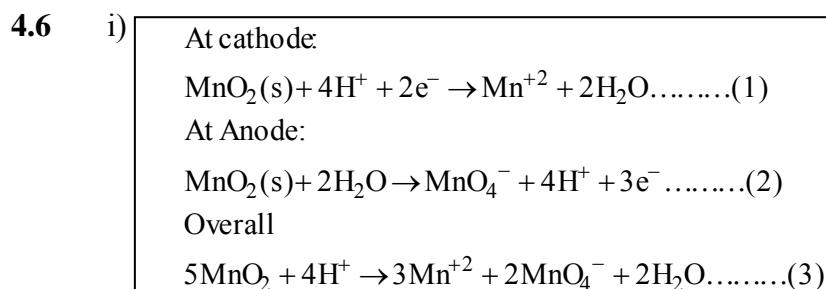 4.6 i) At cathode:
MnO₂(s) + 4H⁺ + 2e⁻ → Mn⁺² + 2H₂O.........(1)
At Anode:
MnO₂(s) + 2H₂O → MnO₄⁻ + 4H⁺ + 3e⁻.........(2)
Overall
5MnO₂ + 4H⁺ → 3Mn⁺² + 2MnO₄⁻ + 2H₂O.........(3)